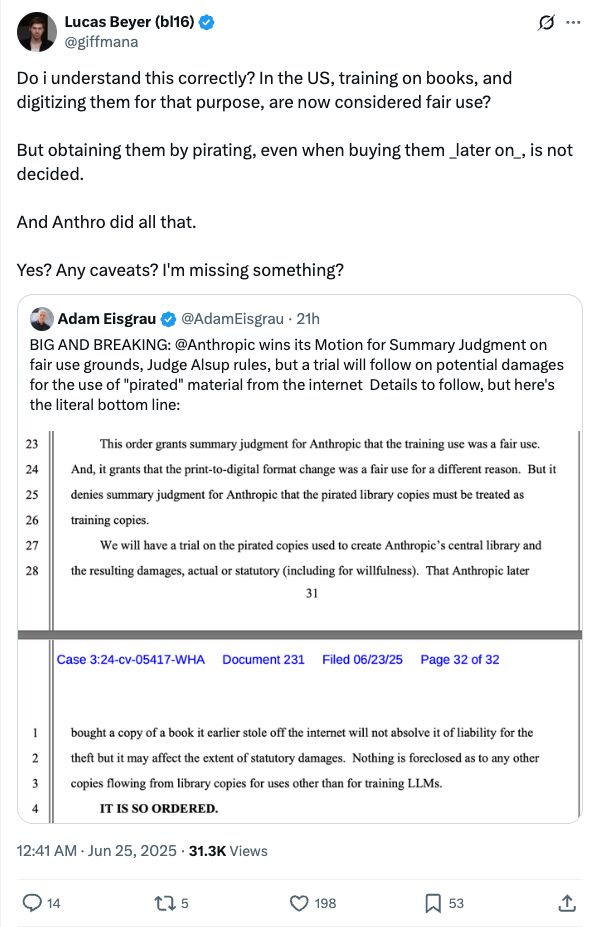 Lucas Beyer (bl16)
@giffmana
Do i understand this correctly? In the US, training on books, and
digitizing them for that purpose, are now considered fair use?
But obtaining them by pirating, even when buying them _later on_, is not
decided.
And Anthro did all that.
Yes? Any caveats? I'm missing something?
Adam Eisgrau @AdamEisgrau · 21h
BIG AND BREAKING: @Anthropic wins its Motion for Summary Judgment on
fair use grounds, Judge Alsup rules, but a trial will follow on potential damages
for the use of "pirated" material from the internet  Details to follow, but here's
the literal bottom line:
23 This order grants summary judgment for Anthropic that the training use was a fair use.
24 And, it grants that the print-to-digital format change was a fair use for a different reason. But it
25 denies summary judgment for Anthropic that the pirated library copies must be treated as
26 training copies.
27 We will have a trial on the pirated copies used to create Anthropic's central library and
28 the resulting damages, actual or statutory (including for willfulness). That Anthropic later
31
Case 3:24-cv-05417-WHA Document 231 Filed 06/23/25 Page 32 of 32
1 bought a copy of a book it earlier stole off the internet will not absolve it of liability for the
2 theft but it may affect the extent of statutory damages. Nothing is foreclosed as to any other
3 copies flowing from library copies for uses other than for training LLMs.
4 IT IS SO ORDERED.
12:41 AM · Jun 25, 2025 · 31.3K Views
14 5 198 53